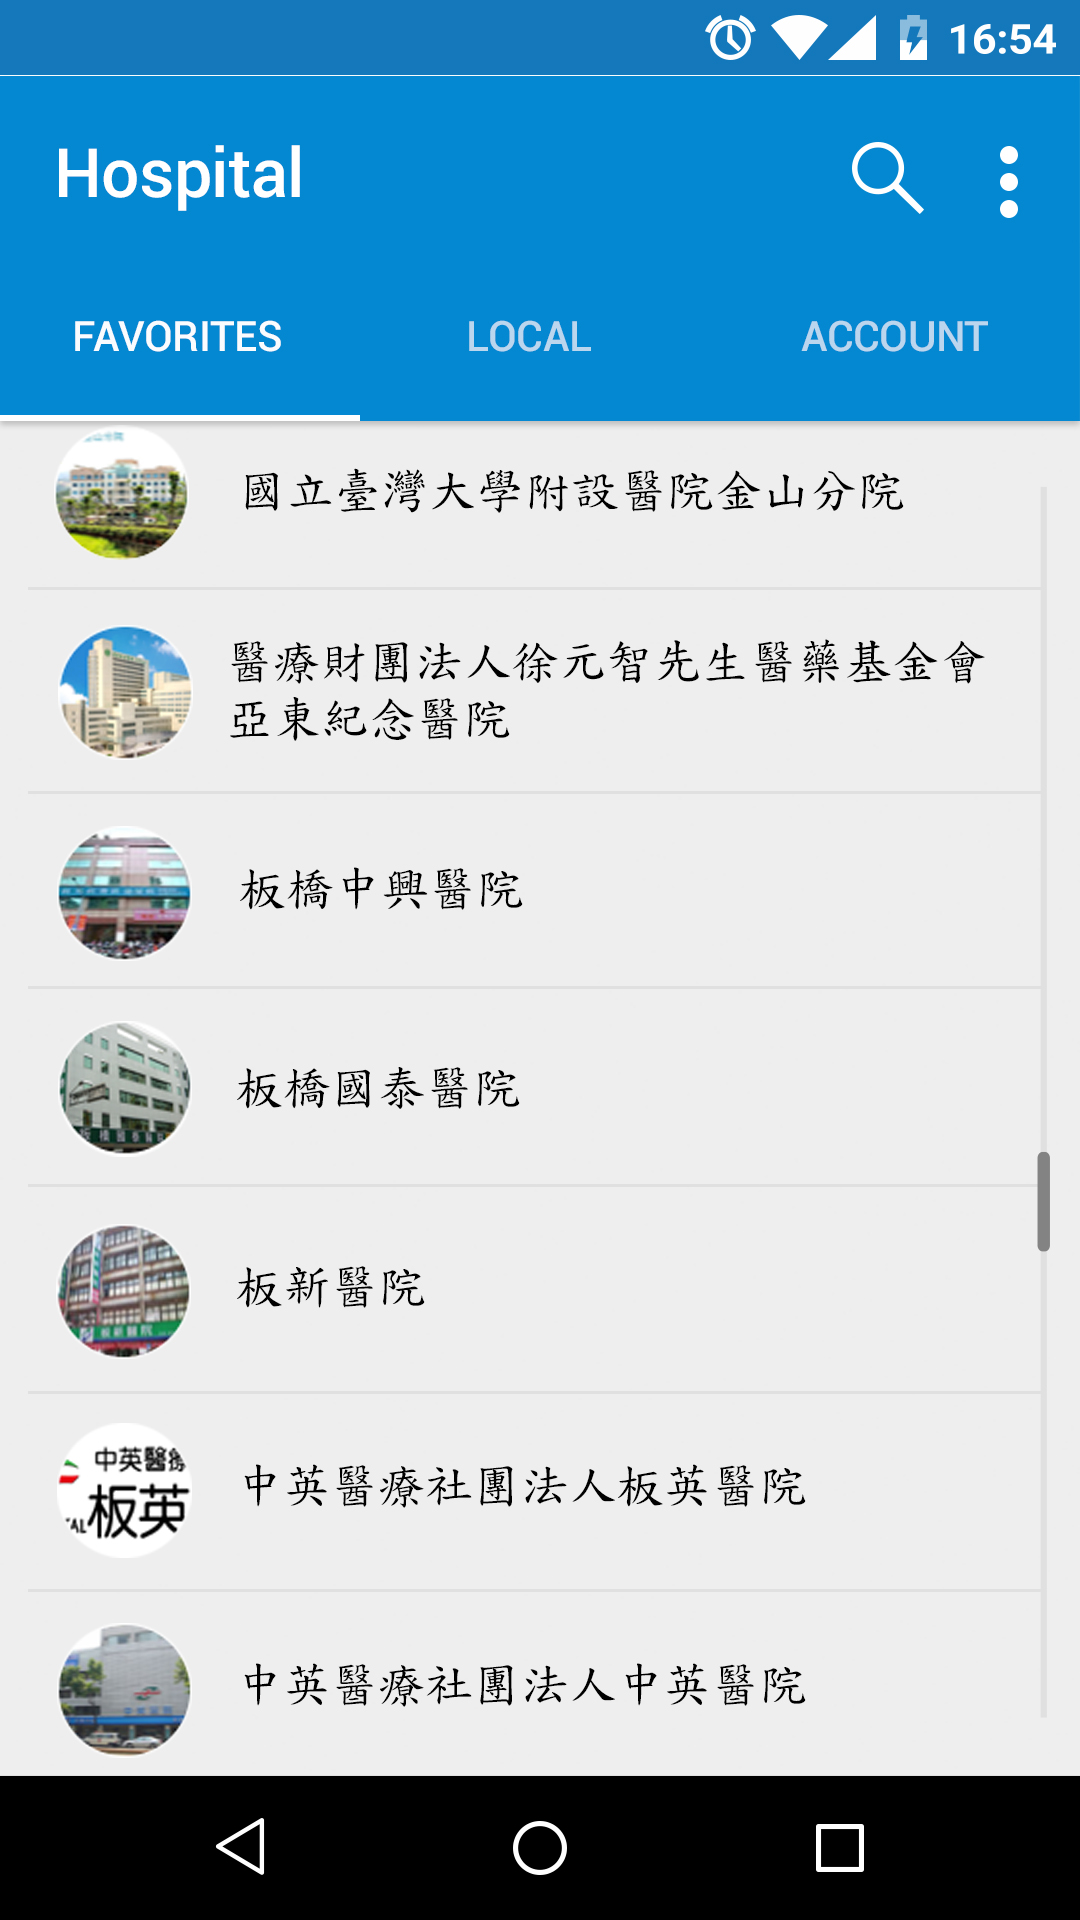 16:54
Hospital
FAVORITES LOCAL ACCOUNT
國立臺灣大學附設醫院金山分院
醫療財團法人徐元智先生醫藥基金會
亞東紀念醫院
板橋中興醫院
板橋國泰醫院
板新醫院
中英醫療
板英
中英醫療社團法人板英醫院
中英醫療社團法人中英醫院